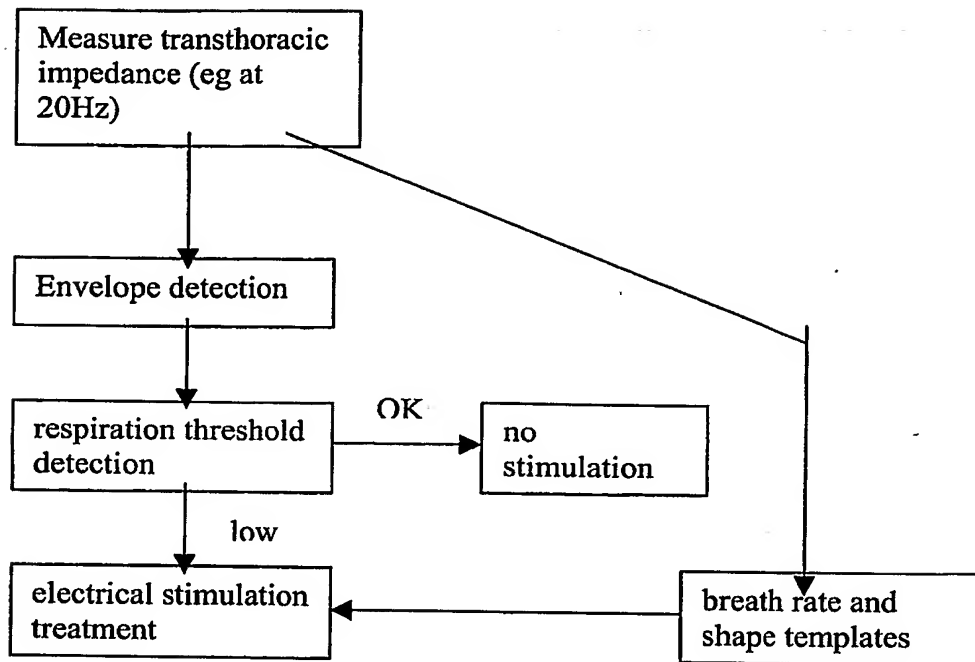 Measure transthoracic
impedance (eg at
20Hz)
Envelope detection
respiration threshold
detection
OK
no
stimulation
low
electrical stimulation
treatment
breath rate and
shape templates